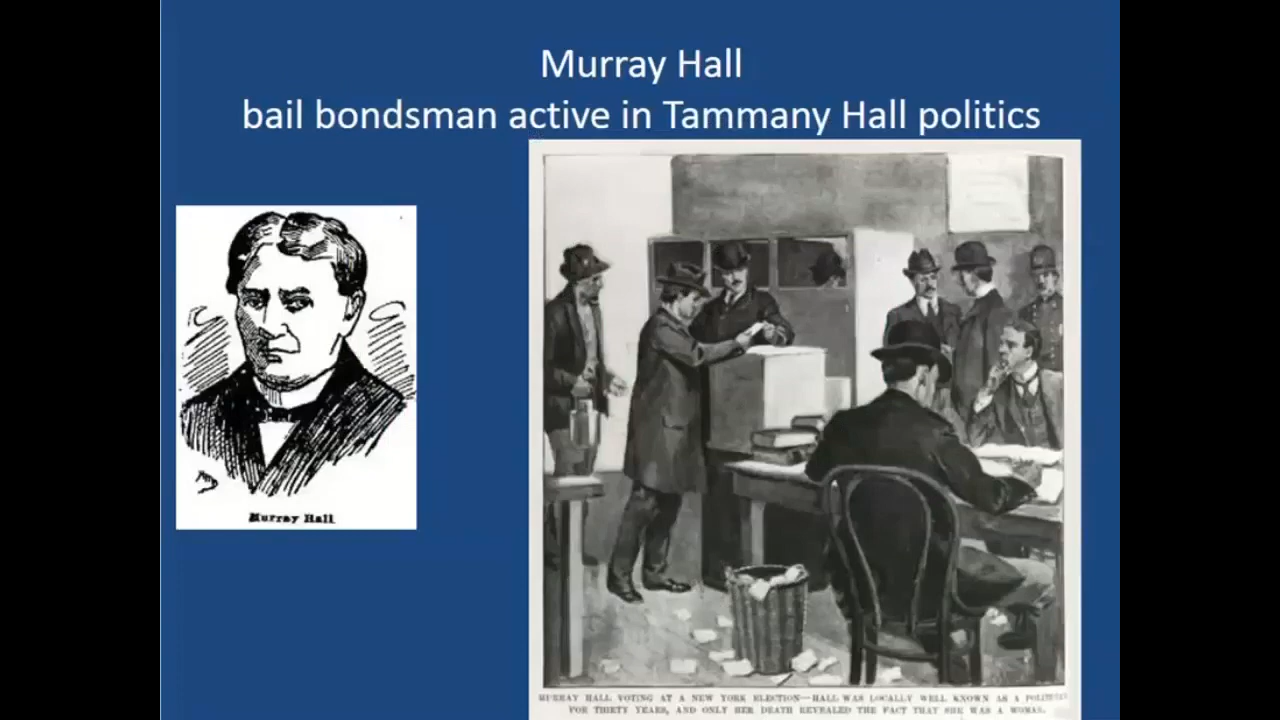 Murray Hall
bail bondsman active in Tammany Hall politics
Murray Hall
MURRAY HALL VOTING AT A NEW YORK ELECTION—HALL WAS LOCALLY WELL KNOWN AS A POLITICIAN
FOR THIRTY YEARS, AND ONLY HER DEATH REVEALED THE FACT THAT SHE WAS A WOMAN.